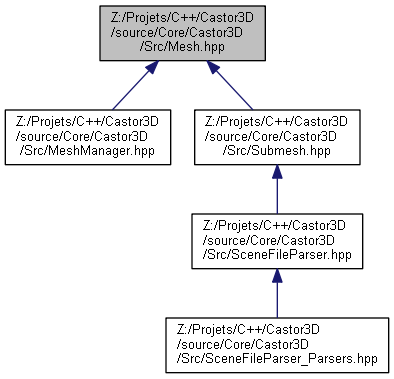 Z:/Projets/C++/Castor3D
/source/Core/Castor3D
/Src/Mesh.hpp
Z:/Projets/C++/Castor3D
/source/Core/Castor3D
/Src/MeshManager.hpp
Z:/Projets/C++/Castor3D
/source/Core/Castor3D
/Src/Submesh.hpp
Z:/Projets/C++/Castor3D
/source/Core/Castor3D
/Src/SceneFileParser.hpp
Z:/Projets/C++/Castor3D
/source/Core/Castor3D
/Src/SceneFileParser_Parsers.hpp